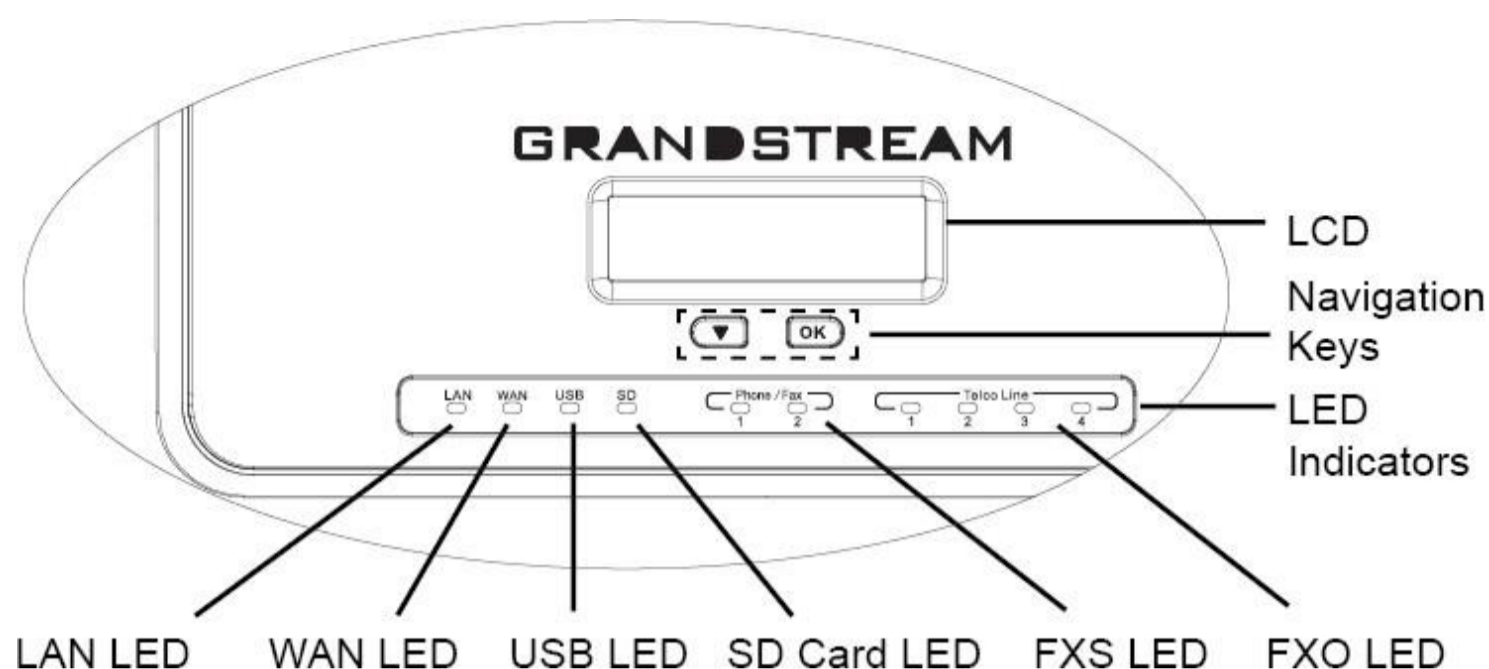 GRANDSTREAM
LCD
Navigation
Keys
OK
LAN WAN USB SD Phone / Fax Telco Line
1 2 1 2 3 4
LED
Indicators
LAN LED WAN LED USB LED SD Card LED FXS LED FXO LED